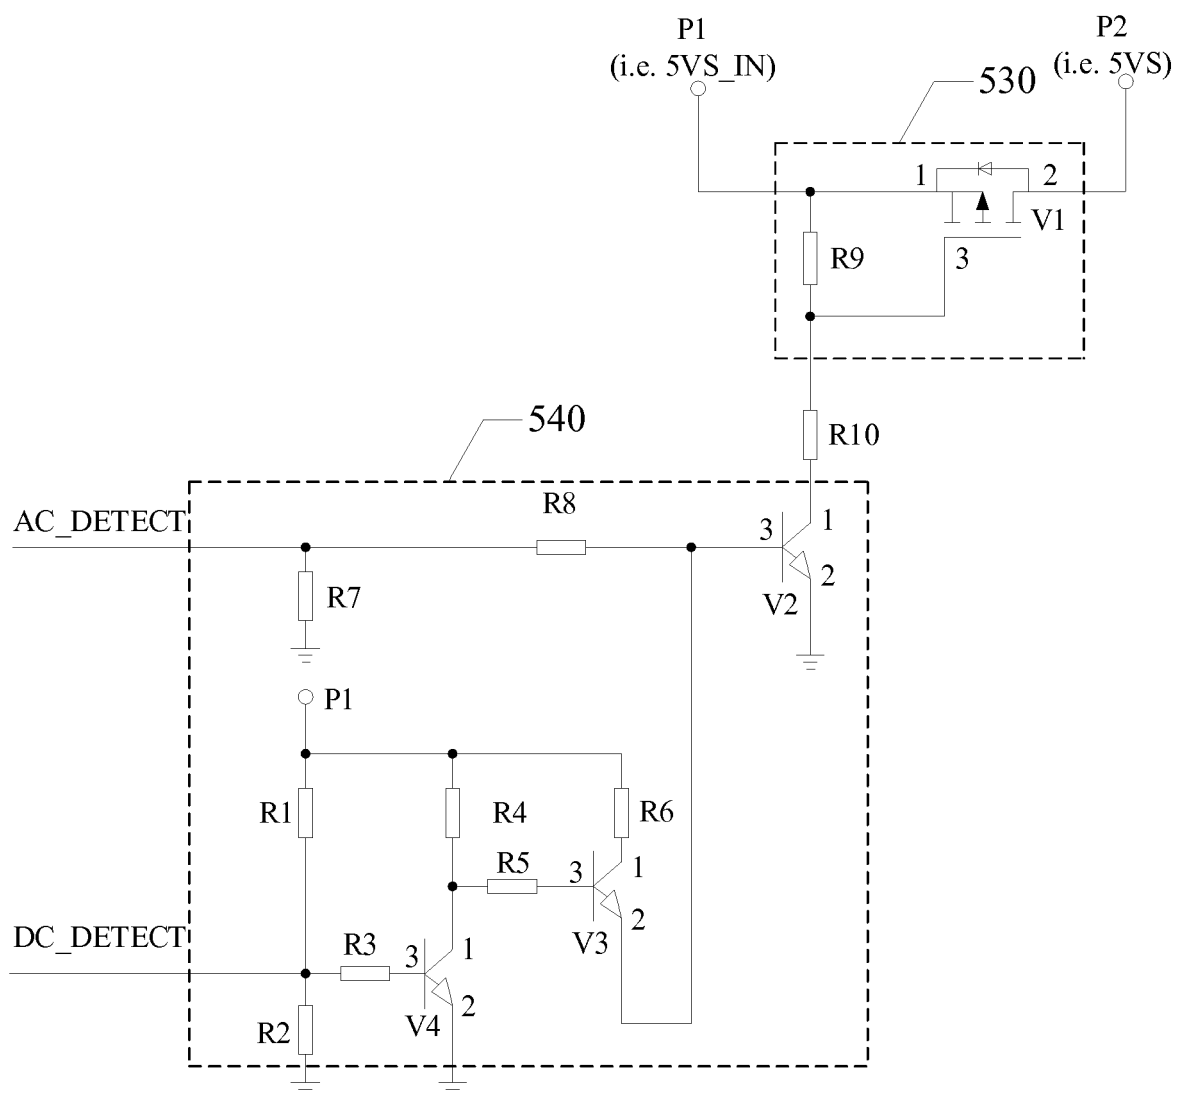 P1
(i.e. 5VS_IN)
P2
(i.e. 5VS)
530
1
2
V1
R9
3
540
R10
R8
AC_DETECT
3
1
2
V2
R7
P1
R1
R4
R6
R5
3
1
2
V3
DC_DETECT
R3
3
1
2
V4
R2